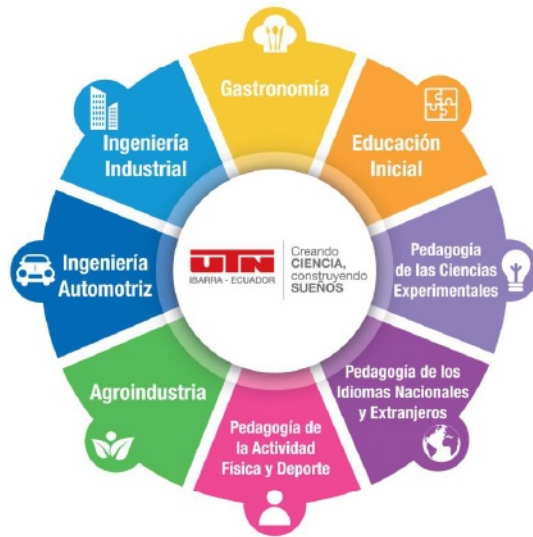 Gastronomía
Educación
Inicial
Pedagogía
de las Ciencias
Experimentales
Pedagogía de los
Idiomas Nacionales
y Extranjeros
Pedagogía de
la Actividad
Física y Deporte
Agroindustria
Ingeniería
Automotriz
Ingeniería
Industrial
UTN
IBARRA - ECUADOR
Creando
CIENCIA,
construyendo
SUEÑOS